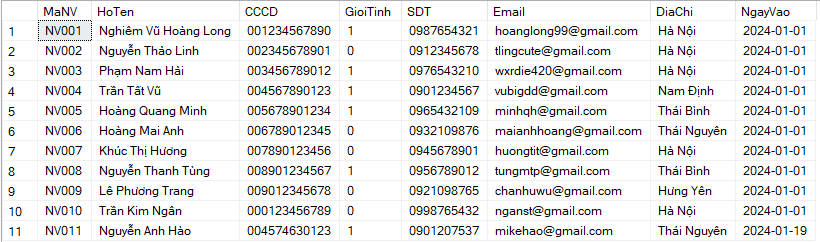 MaNV HoTen CCCD GioiTinh SDT Email DiaChi NgayVao
1 NV001 Nghiêm Vũ Hoàng Long 001234567890 1 0987654321 hoanglong99@gmail.com Hà Nội 2024-01-01
2 NV002 Nguyễn Thảo Linh 002345678901 0 0912345678 tlingcute@gmail.com Hà Nội 2024-01-01
3 NV003 Phạm Nam Hải 003456789012 1 0976543210 wxrdie420@gmail.com Hà Nội 2024-01-01
4 NV004 Trần Tất Vũ 004567890123 1 0901234567 vubigdd@gmail.com Nam Định 2024-01-01
5 NV005 Hoàng Quang Minh 005678901234 1 0965432109 minhqh@gmail.com Thái Bình 2024-01-01
6 NV006 Hoàng Mai Anh 006789012345 0 0932109876 maianhhoang@gmail.com Thái Nguyên 2024-01-01
7 NV007 Khúc Thị Hương 007890123456 0 0945678901 huongtit@gmail.com Hà Nội 2024-01-01
8 NV008 Nguyễn Thanh Tùng 008901234567 1 0956789012 tungmtp@gmail.com Thái Bình 2024-01-01
9 NV009 Lê Phương Trang 009012345678 0 0921098765 chanhuwu@gmail.com Hưng Yên 2024-01-01
10 NV010 Trần Kim Ngân 000123456789 0 0998765432 nganst@gmail.com Hà Nội 2024-01-01
11 NV011 Nguyễn Anh Hào 004574630123 1 0901207537 mikehao@gmail.com Thái Nguyên 2024-01-19